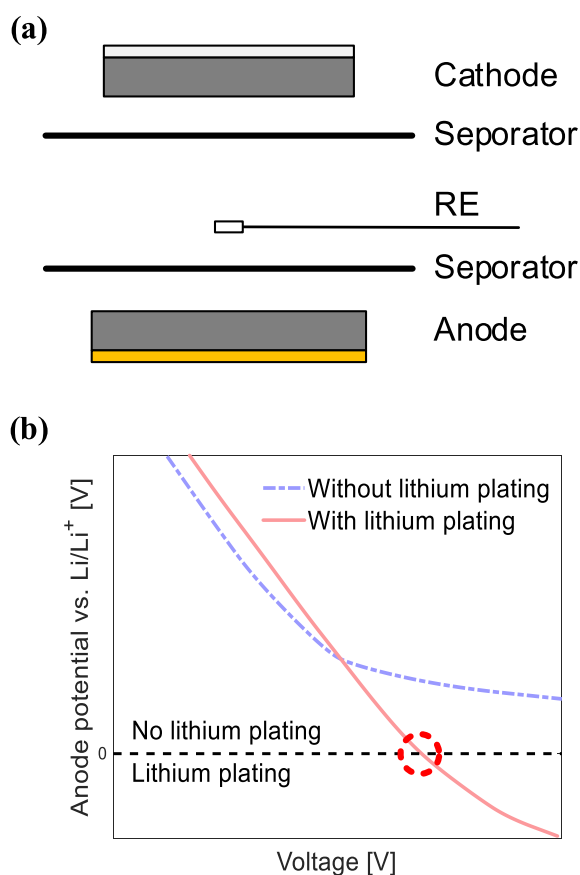 (a)
Cathode
Seporator
RE
Seporator
Anode
(b)
Anode potential vs. Li/Li⁺ [V]
Without lithium plating
With lithium plating
No lithium plating
0
Lithium plating
Voltage [V]